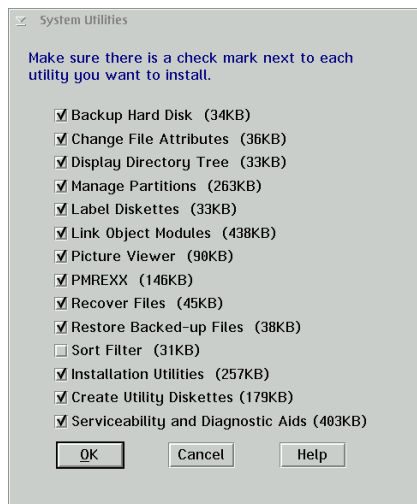 System Utilities
Make sure there is a check mark next to each
utility you want to install.
Backup Hard Disk (34KB)
Change File Attributes (36KB)
Display Directory Tree (33KB)
Manage Partitions (263KB)
Label Diskettes (33KB)
Link Object Modules (438KB)
Picture Viewer (90KB)
PMREXX (146KB)
Recover Files (45KB)
Restore Backed-up Files (38KB)
Sort Filter (31KB)
Installation Utilities (257KB)
Create Utility Diskettes (179KB)
Serviceability and Diagnostic Aids (403KB)
OK Cancel Help